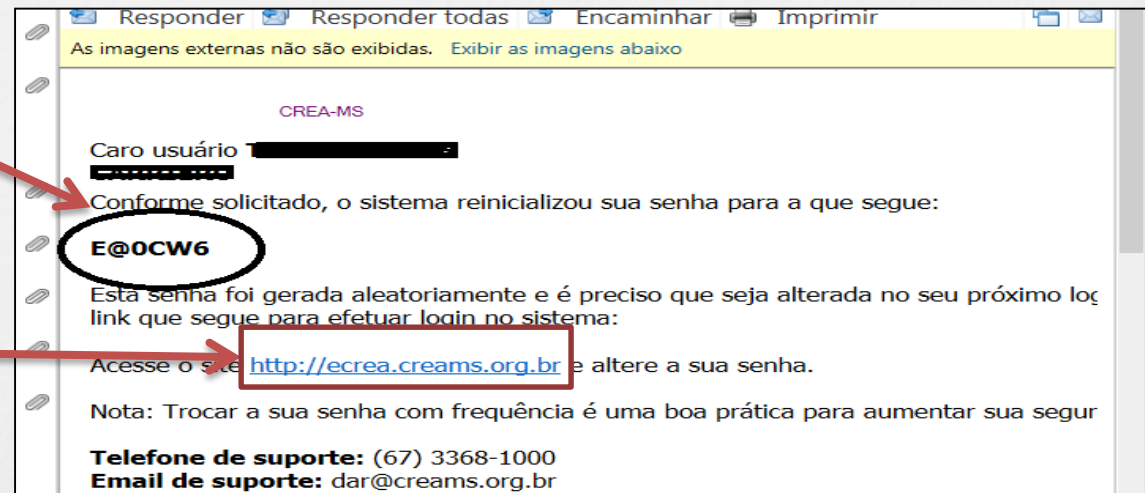 Responder Responder todas Encaminhar Imprimir
As imagens externas não são exibidas. Exibir as imagens abaixo
CREA-MS
Caro usuário
Conforme solicitado, o sistema reinicializou sua senha para a que segue:
E@0CW6
Esta senha foi gerada aleatoriamente e é preciso que seja alterada no seu próximo log
link que segue para efetuar login no sistema:
Acesse o site http://ecrea.creams.org.br e altere a sua senha.
Nota: Trocar a sua senha com frequência é uma boa prática para aumentar sua segur
Telefone de suporte: (67) 3368-1000
Email de suporte: dar@creams.org.br